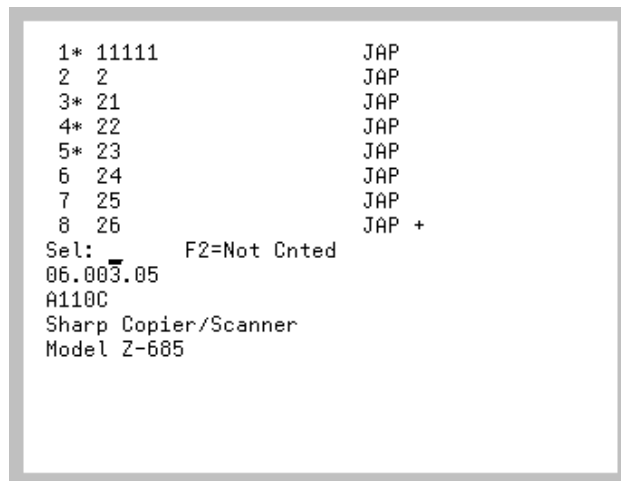 1* 11111 JAP
2 2 JAP
3* 21 JAP
4* 22 JAP
5* 23 JAP
6 24 JAP
7 25 JAP
8 26 JAP +
Sel: _ F2=Not Cnted
06.003.05
A110C
Sharp Copier/Scanner
Model Z-685